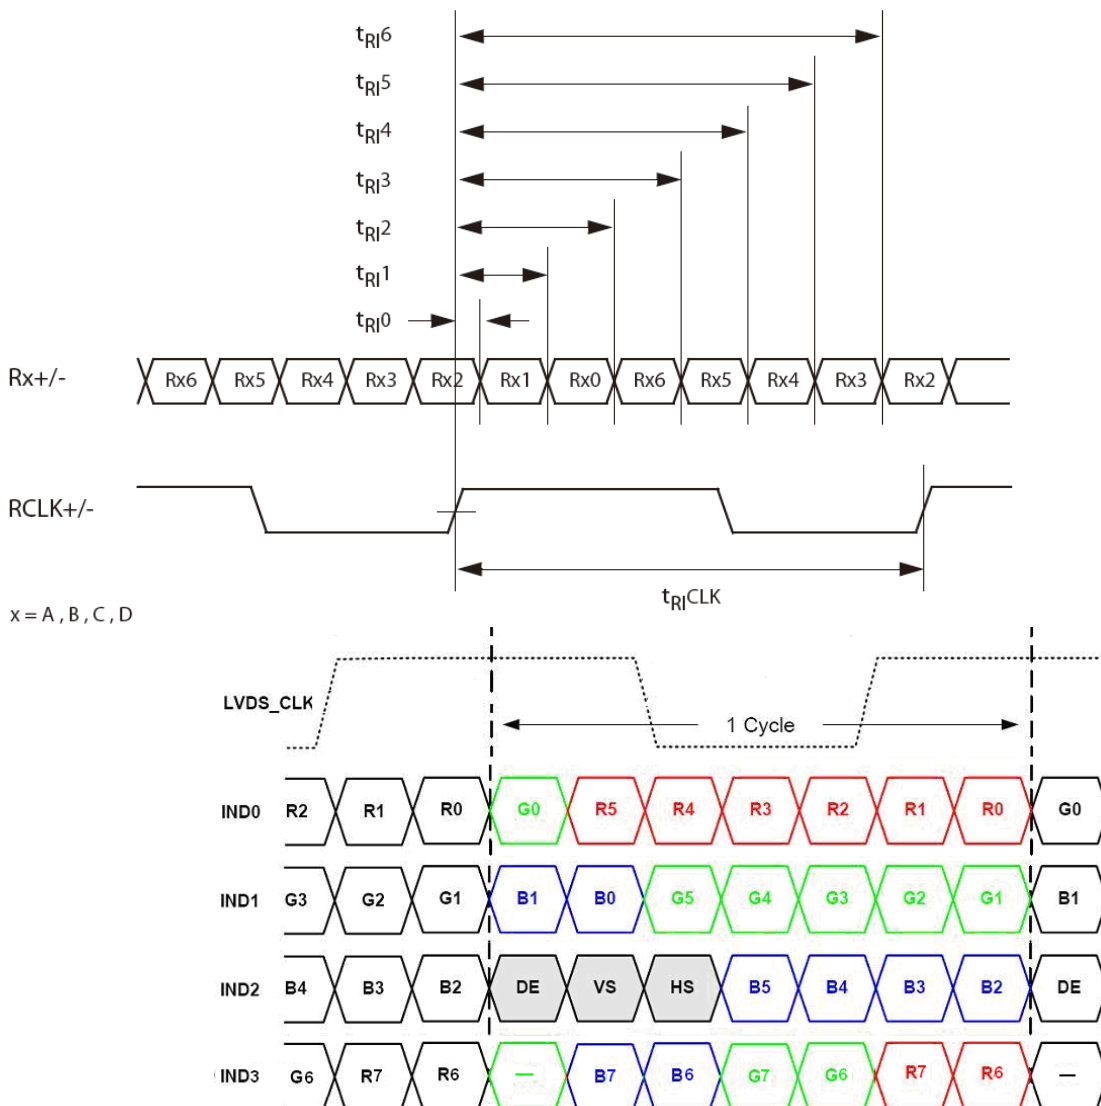 tRI6
tRI5
tRI4
tRI3
tRI2
tRI1
tRI0
Rx+/- Rx6 Rx5 Rx4 Rx3 Rx2 Rx1 Rx0 Rx6 Rx5 Rx4 Rx3 Rx2
RCLK+/-
tRICLK
x = A , B , C , D
LVDS_CLK 1 Cycle
IND0 R2 R1 R0 G0 R5 R4 R3 R2 R1 R0 G0
IND1 G3 G2 G1 B1 B0 G5 G4 G3 G2 G1 B1
IND2 B4 B3 B2 DE VS HS B5 B4 B3 B2 DE
IND3 G6 R7 R6 — B7 B6 G7 G6 R7 R6 —